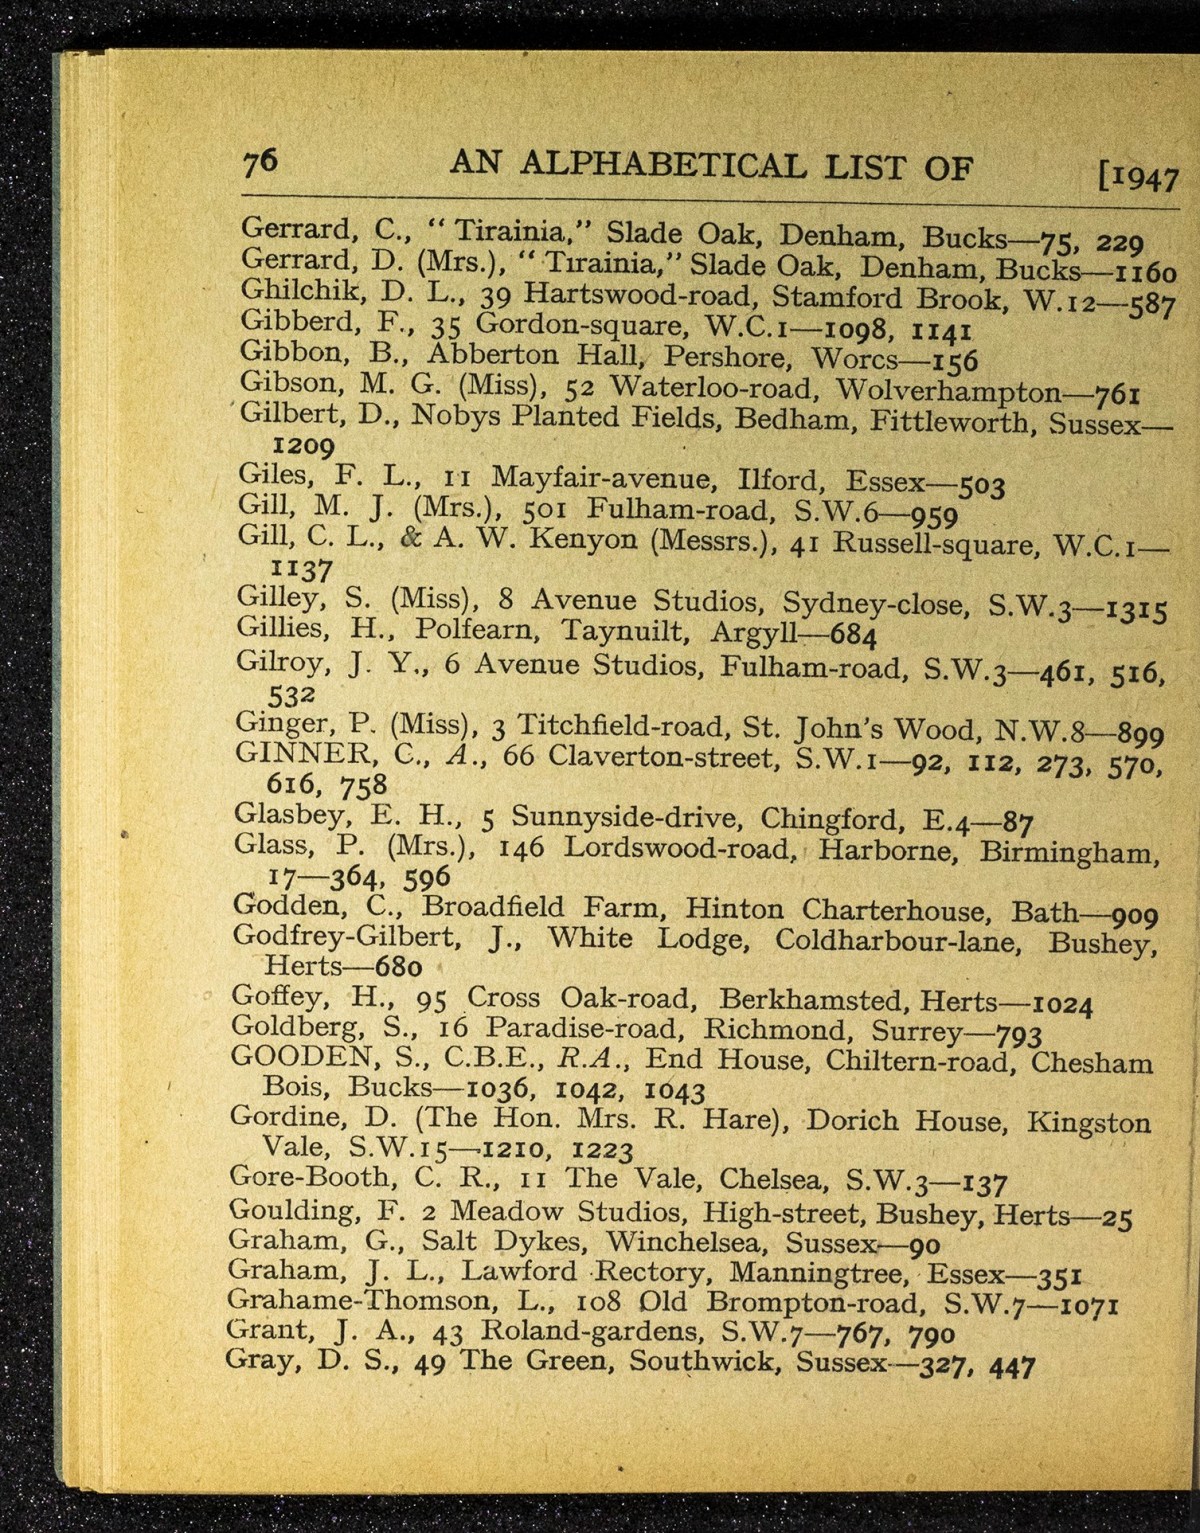 76 AN ALPHABETICAL LIST OF [1947
Gerrard, C., “ Tirainia,” Slade Oak, Denham, Bucks—75, 229
Gerrard, D. (Mrs.), “ Tirainia,” Slade Oak, Denham, Bucks—1160
Ghilchik, D. L., 39 Hartswood-road, Stamford Brook, W.12—587
Gibberd, F., 35 Gordon-square, W.C.1—1098, 1141
Gibbon, B., Abberton Hall, Pershore, Worcs—156
Gibson, M. G. (Miss), 52 Waterloo-road, Wolverhampton—761
Gilbert, D., Nobys Planted Fields, Bedham, Fittleworth, Sussex—
1209
Giles, F. L., 11 Mayfair-avenue, Ilford, Essex—503
Gill, M. J. (Mrs.), 501 Fulham-road, S.W.6—959
Gill, C. L., & A. W. Kenyon (Messrs.), 41 Russell-square, W.C.1—
1137
Gilley, S. (Miss), 8 Avenue Studios, Sydney-close, S.W.3—1315
Gillies, H., Polfearn, Taynuilt, Argyll—684
Gilroy, J. Y., 6 Avenue Studios, Fulham-road, S.W.3—461, 516,
532
Ginger, P. (Miss), 3 Titchfield-road, St. John’s Wood, N.W.8—899
GINNER, C., A., 66 Claverton-street, S.W.1—92, 112, 273, 570,
616, 758
Glasbey, E. H., 5 Sunnyside-drive, Chingford, E.4—87
Glass, P. (Mrs.), 146 Lordswood-road, Harborne, Birmingham,
17—364, 596
Godden, C., Broadfield Farm, Hinton Charterhouse, Bath—909
Godfrey-Gilbert, J., White Lodge, Coldharbour-lane, Bushey,
Herts—680
Goffey, H., 95 Cross Oak-road, Berkhamsted, Herts—1024
Goldberg, S., 16 Paradise-road, Richmond, Surrey—793
GOODEN, S., C.B.E., R.A., End House, Chiltern-road, Chesham
Bois, Bucks—1036, 1042, 1043
Gordine, D. (The Hon. Mrs. R. Hare), Dorich House, Kingston
Vale, S.W.15—1210, 1223
Gore-Booth, C. R., 11 The Vale, Chelsea, S.W.3—137
Goulding, F. 2 Meadow Studios, High-street, Bushey, Herts—25
Graham, G., Salt Dykes, Winchelsea, Sussex—90
Graham, J. L., Lawford Rectory, Manningtree, Essex—351
Grahame-Thomson, L., 108 Old Brompton-road, S.W.7—1071
Grant, J. A., 43 Roland-gardens, S.W.7—767, 790
Gray, D. S., 49 The Green, Southwick, Sussex—327, 447